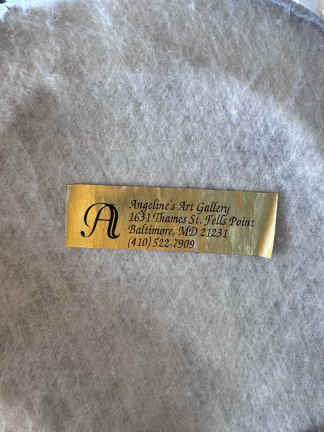 A
Angeline's Art Gallery
1631 Thames St. Fells Point
Baltimore, MD 21231
(410) 522-7909